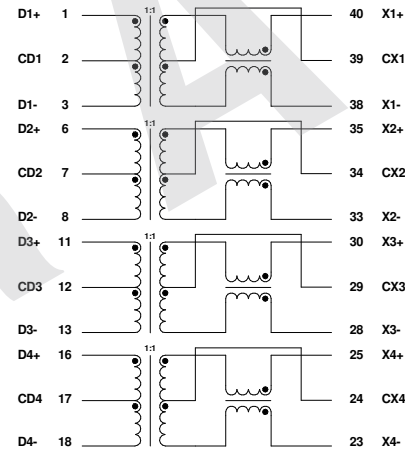 D1+ 1 1:1 40 X1+
CD1 2 39 CX1
D1- 3 38 X1-
D2+ 6 1:1 35 X2+
CD2 7 34 CX2
D2- 8 33 X2-
D3+ 11 1:1 30 X3+
CD3 12 29 CX3
D3- 13 28 X3-
D4+ 16 1:1 25 X4+
CD4 17 24 CX4
D4- 18 23 X4-